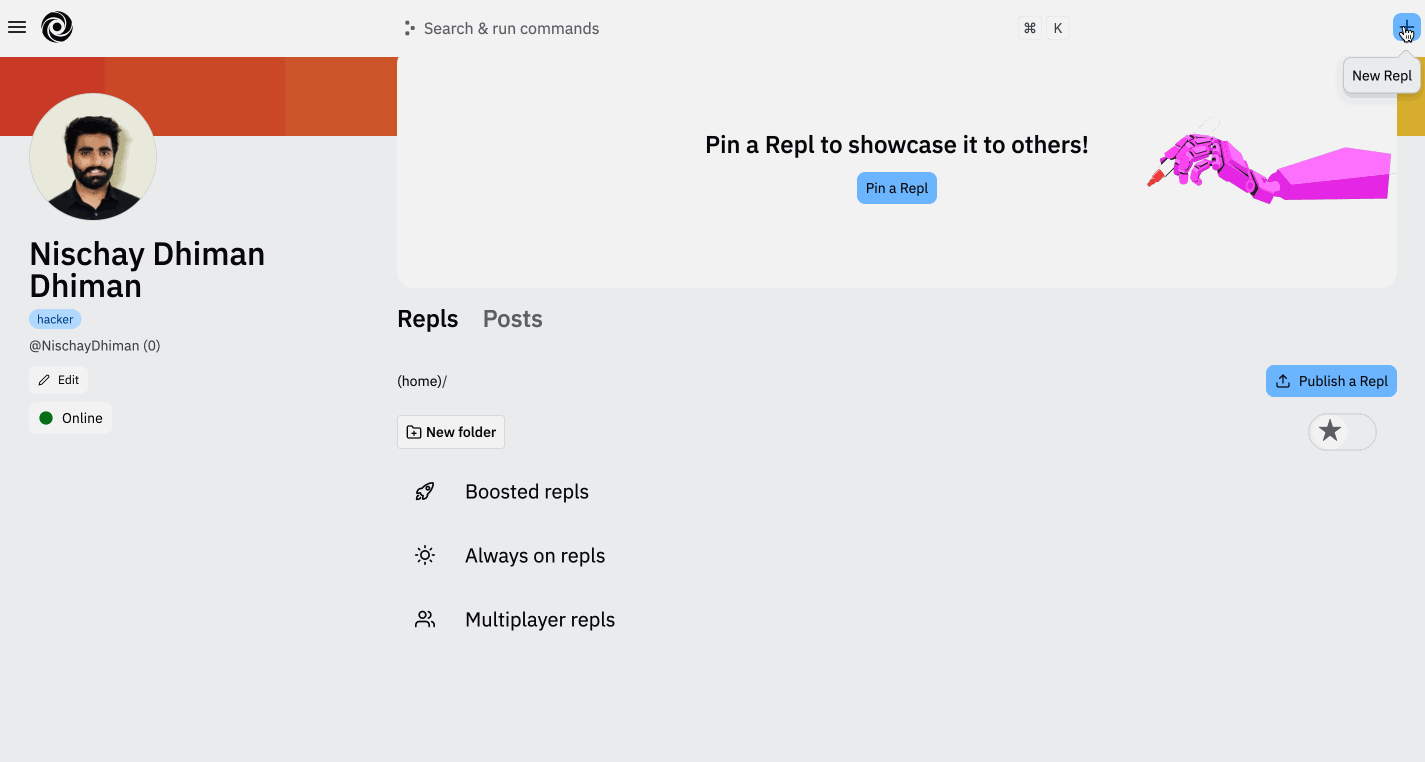 Search & run commands
⌘ K
New Repl
Pin a Repl to showcase it to others!
Pin a Repl
Nischay Dhiman
Dhiman
hacker
@NischayDhiman (0)
Edit
Online
Repls Posts
(home)/
Publish a Repl
New folder
Boosted repls
Always on repls
Multiplayer repls